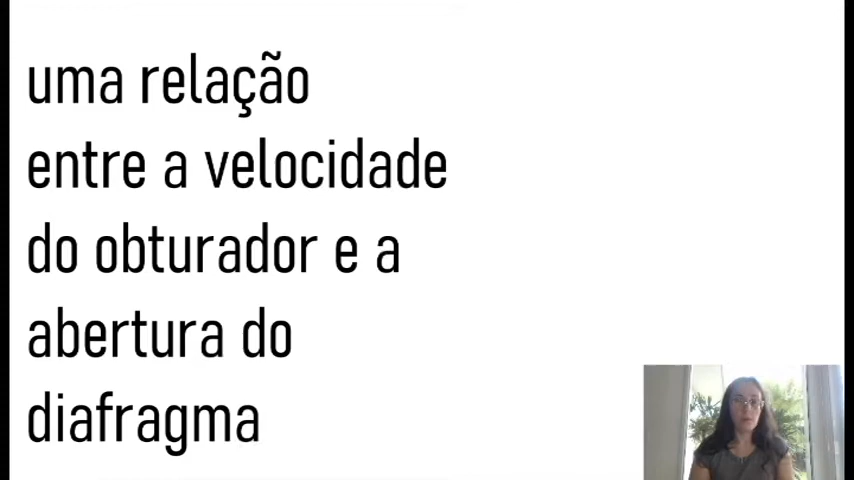 uma relação
entre a velocidade
do obturador e a
abertura do
diafragma